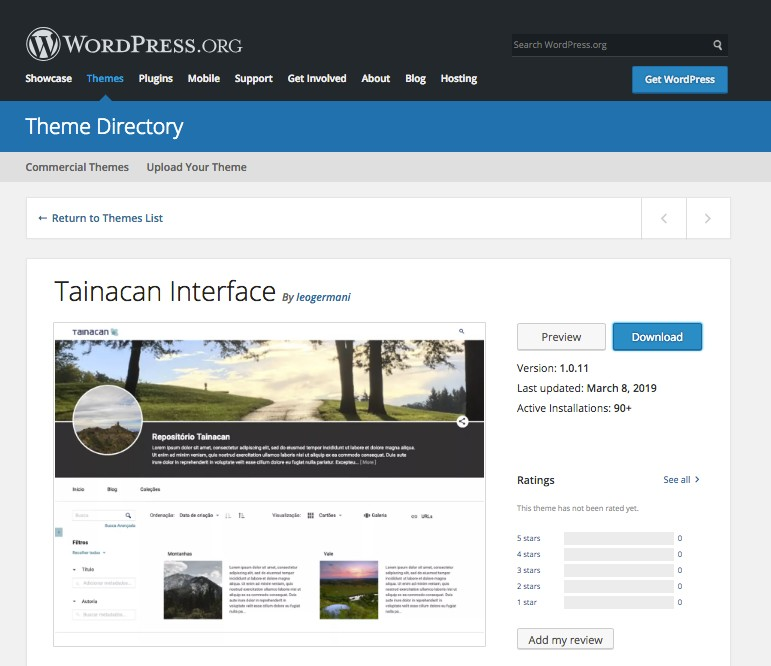 WORDPRESS.ORG
Search WordPress.org
Showcase Themes Plugins Mobile Support Get Involved About Blog Hosting
Get WordPress
Theme Directory
Commercial Themes Upload Your Theme
← Return to Themes List
Tainacan Interface By leogermani
Preview Download
Version: 1.0.11
Last updated: March 8, 2019
Active Installations: 90+
TAINACAN
Repositório Tainacan
Lorem ipsum dolor sit amet, consectetur adipiscing elit, sed do eiusmod tempor incididunt ut labore et dolore magna aliqua.
Ut enim ad minim veniam, quis nostrud exercitation ullamco laboris nisi ut aliquip ex ea commodo consequat. Duis aute
irure dolor in reprehenderit in voluptate velit esse cillum dolore eu fugiat nulla pariatur. Excepteu... [ More ]
Início Blog Coleções
Busca
Busca Avançada
Ordenação: Data de criação
Visualização: Cartões Galeria URLs
Filtros
Recolher todos
Título
Adicionar metadados...
Autoria
Buscar metadados...
Montanhas
Vale
Ratings See all
This theme has not been rated yet.
5 stars 0
4 stars 0
3 stars 0
2 stars 0
1 star 0
Add my review